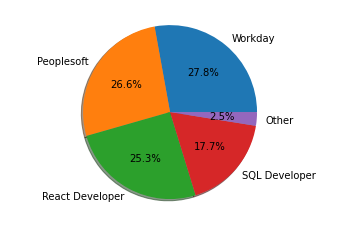 Workday
27.8%
Peoplesoft
26.6%
React Developer
25.3%
SQL Developer
17.7%
Other
2.5%